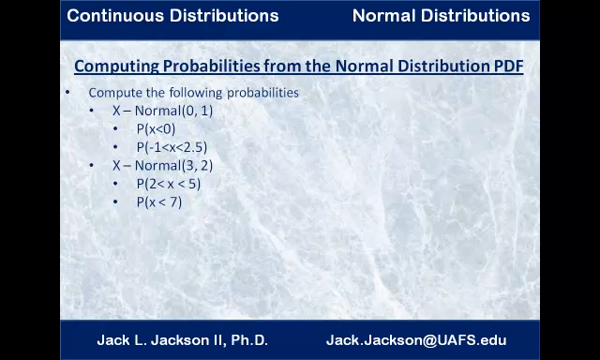 Continuous Distributions Normal Distributions
Computing Probabilities from the Normal Distribution PDF
• Compute the following probabilities
• X – Normal(0, 1)
• P(x<0)
• P(-1<x<2.5)
• X – Normal(3, 2)
• P(2< x < 5)
• P(x < 7)
Jack L. Jackson II, Ph.D. Jack.Jackson@UAFS.edu